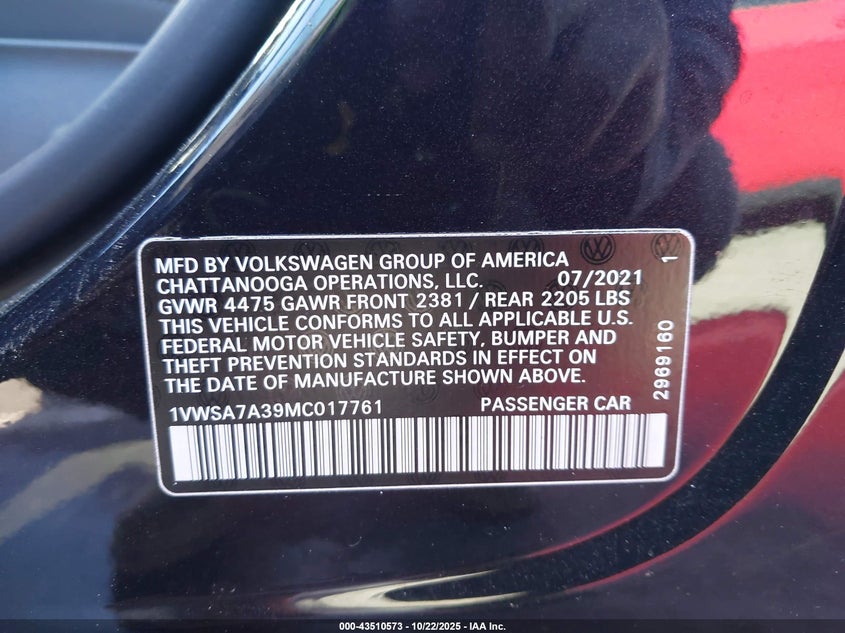 MFD BY VOLKSWAGEN GROUP OF AMERICA
CHATTANOOGA OPERATIONS, LLC. 07/2021
GVWR 4475 GAWR FRONT 2381 / REAR 2205 LBS
THIS VEHICLE CONFORMS TO ALL APPLICABLE U.S.
FEDERAL MOTOR VEHICLE SAFETY, BUMPER AND
THEFT PREVENTION STANDARDS IN EFFECT ON
THE DATE OF MANUFACTURE SHOWN ABOVE.
1VWSA7A39MC017761 PASSENGER CAR
2969160 1
000-43510573 - 10/22/2025 - IAA Inc.